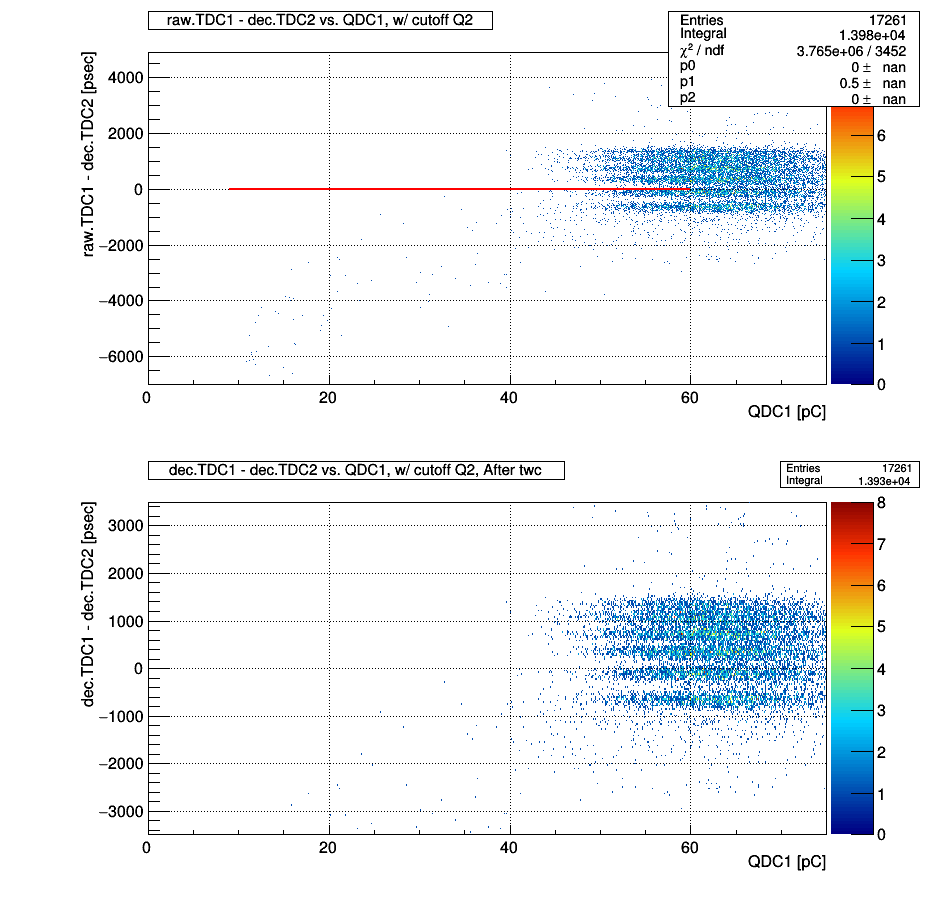 raw.TDC1 - dec.TDC2 vs. QDC1, w/ cutoff Q2
Entries 17261
Integral 1.398e+04
χ² / ndf 3.765e+06 / 3452
p0 0 ± nan
p1 0.5 ± nan
p2 0 ± nan
raw.TDC1 - dec.TDC2 [psec]
4000
2000
0
−2000
−4000
−6000
0 20 40 60
QDC1 [pC]
6
5
4
3
2
1
0
dec.TDC1 - dec.TDC2 vs. QDC1, w/ cutoff Q2, After twc
Entries 17261
Integral 1.393e+04
dec.TDC1 - dec.TDC2 [psec]
3000
2000
1000
0
−1000
−2000
−3000
0 20 40 60
QDC1 [pC]
8
7
6
5
4
3
2
1
0